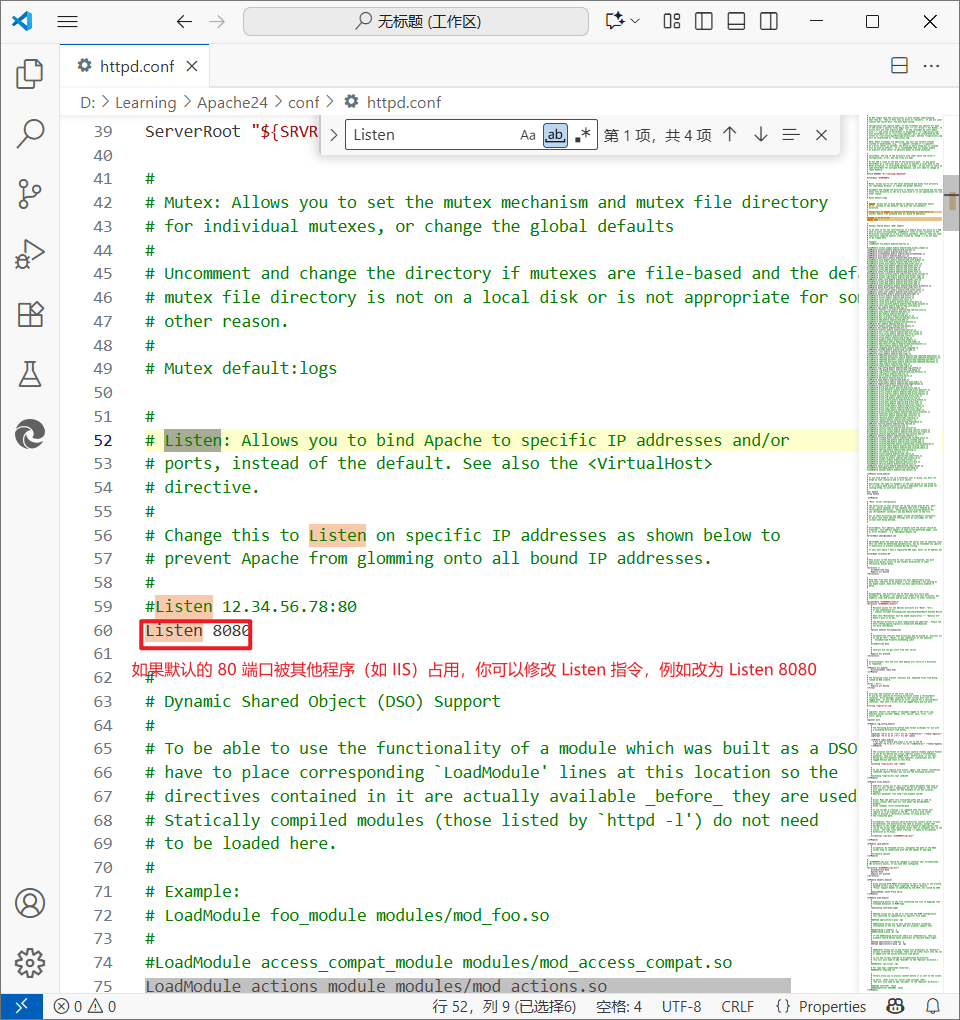 无标题 (工作区)
httpd.conf
D: > Learning > Apache24 > conf > httpd.conf
Listen
Aa ab .* 第 1 项，共 4 项
39 ServerRoot "${SRVR
40
41 #
42 # Mutex: Allows you to set the mutex mechanism and mutex file directory
43 # for individual mutexes, or change the global defaults
44 #
45 # Uncomment and change the directory if mutexes are file-based and the def
46 # mutex file directory is not on a local disk or is not appropriate for so
47 # other reason.
48 #
49 # Mutex default:logs
50
51 #
52 # Listen: Allows you to bind Apache to specific IP addresses and/or
53 # ports, instead of the default. See also the <VirtualHost>
54 # directive.
55 #
56 # Change this to Listen on specific IP addresses as shown below to
57 # prevent Apache from glomming onto all bound IP addresses.
58 #
59 #Listen 12.34.56.78:80
60 Listen 8080
61
如果默认的 80 端口被其他程序（如 IIS）占用，你可以修改 Listen 指令，例如改为 Listen 8080
62 #
63 # Dynamic Shared Object (DSO) Support
64 #
65 # To be able to use the functionality of a module which was built as a DSO
66 # have to place corresponding `LoadModule' lines at this location so the
67 # directives contained in it are actually available _before_ they are used
68 # Statically compiled modules (those listed by `httpd -l') do not need
69 # to be loaded here.
70 #
71 # Example:
72 # LoadModule foo_module modules/mod_foo.so
73 #
74 #LoadModule access_compat_module modules/mod_access_compat.so
75 LoadModule actions_module modules/mod_actions.so
0 0 行 52，列 9 (已选择6) 空格: 4 UTF-8 CRLF {} Properties